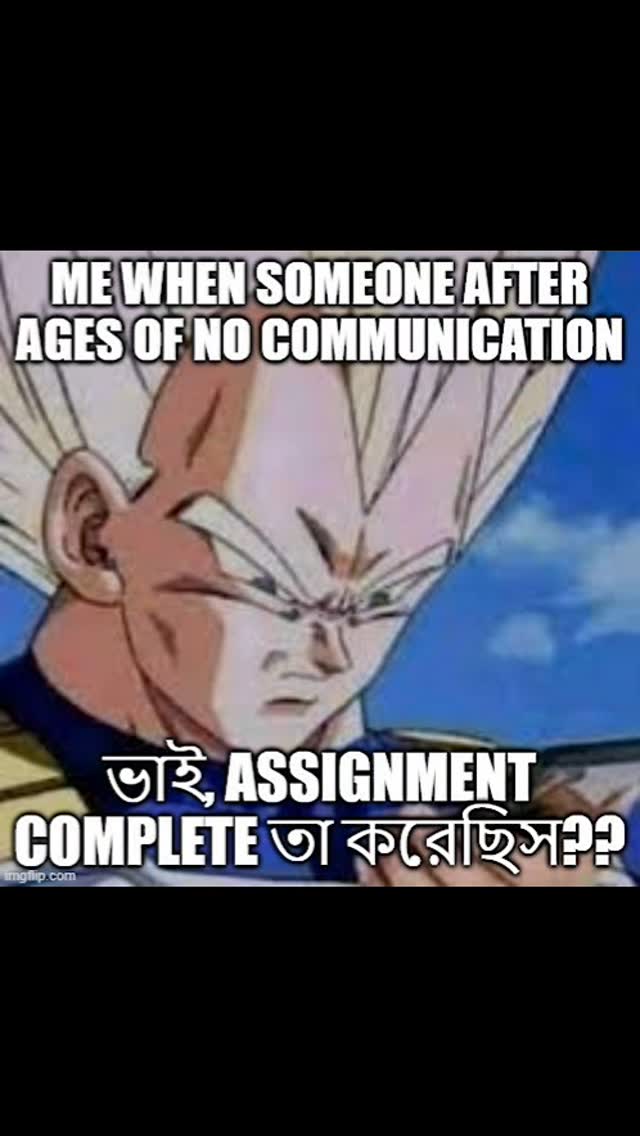 ME WHEN SOMEONE AFTER
AGES OF NO COMMUNICATION
ভাই, ASSIGNMENT
COMPLETE তা করেছিস??
imgflip.com